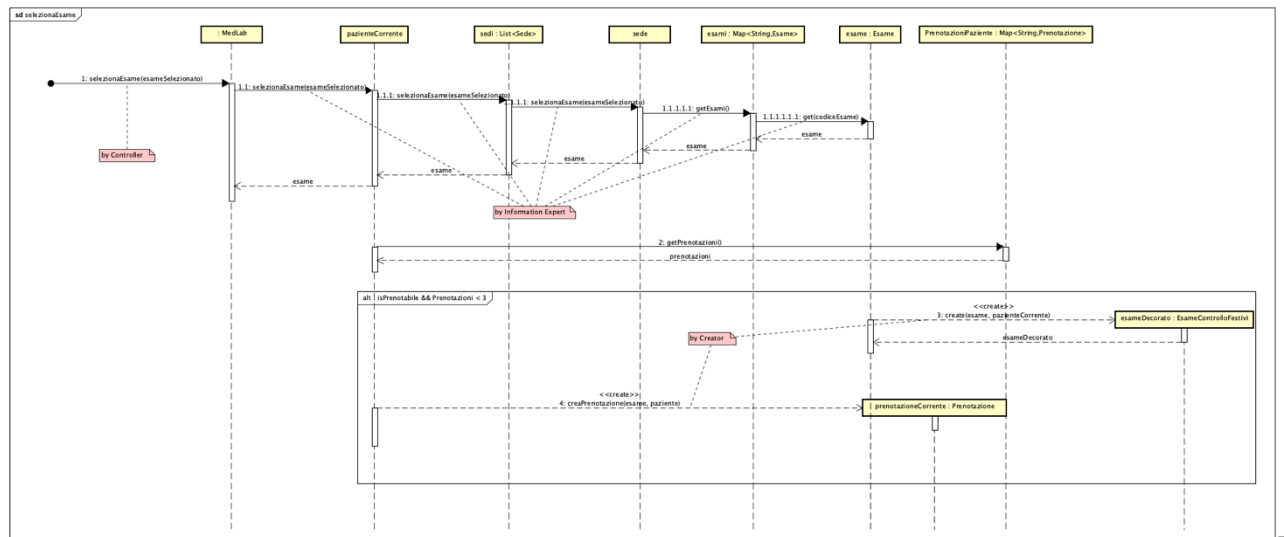 sd selezionaEsame
: MedLab
pazienteCorrente
sedi : List<Sede>
sede
esami : Map<String,Esame>
esame : Esame
PrenotazioniPaziente : Map<String,Prenotazione>
1: selezionaEsame(esameSelezionato)
1.1: selezionaEsame(esameSelezionato)
1.1.1: selezionaEsame(esameSelezionato)
1.1.1: selezionaEsame(esameSelezionato)
1.1.1.1.1: getEsami()
1.1.1.1.1.1: get(codiceEsame)
esame
esame
esame
esame
esame
by Controller
by Information Expert
2: getPrenotazioni()
prenotazioni
alt
isPrenotabile && Prenotazioni < 3
<<create>>
3: create(esame, pazienteCorrente)
esameDecorato : EsameControlloFestivi
by Creator
esameDecorato
<<create>>
4: creaPrenotazione(esame, paziente)
prenotazioneCorrente : Prenotazione